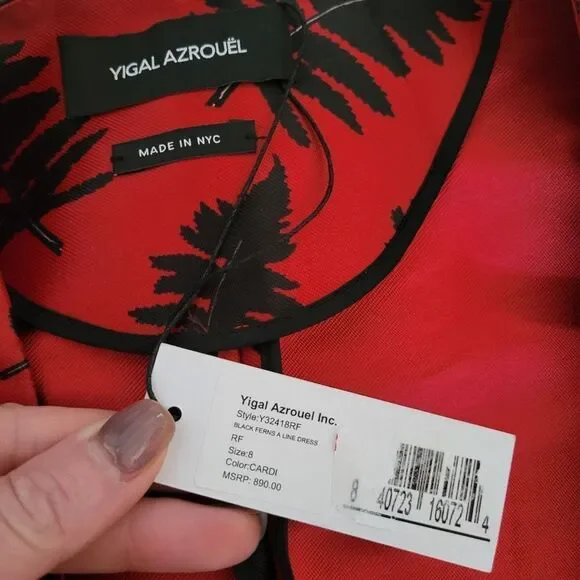 YIGAL AZROUËL
MADE IN NYC
Yigal Azrouel Inc.
Style:Y32418RF
BLACK FERNS A LINE DRESS
RF
Size:8
Color:CARDI
MSRP: 890.00
8 40723 16072 4